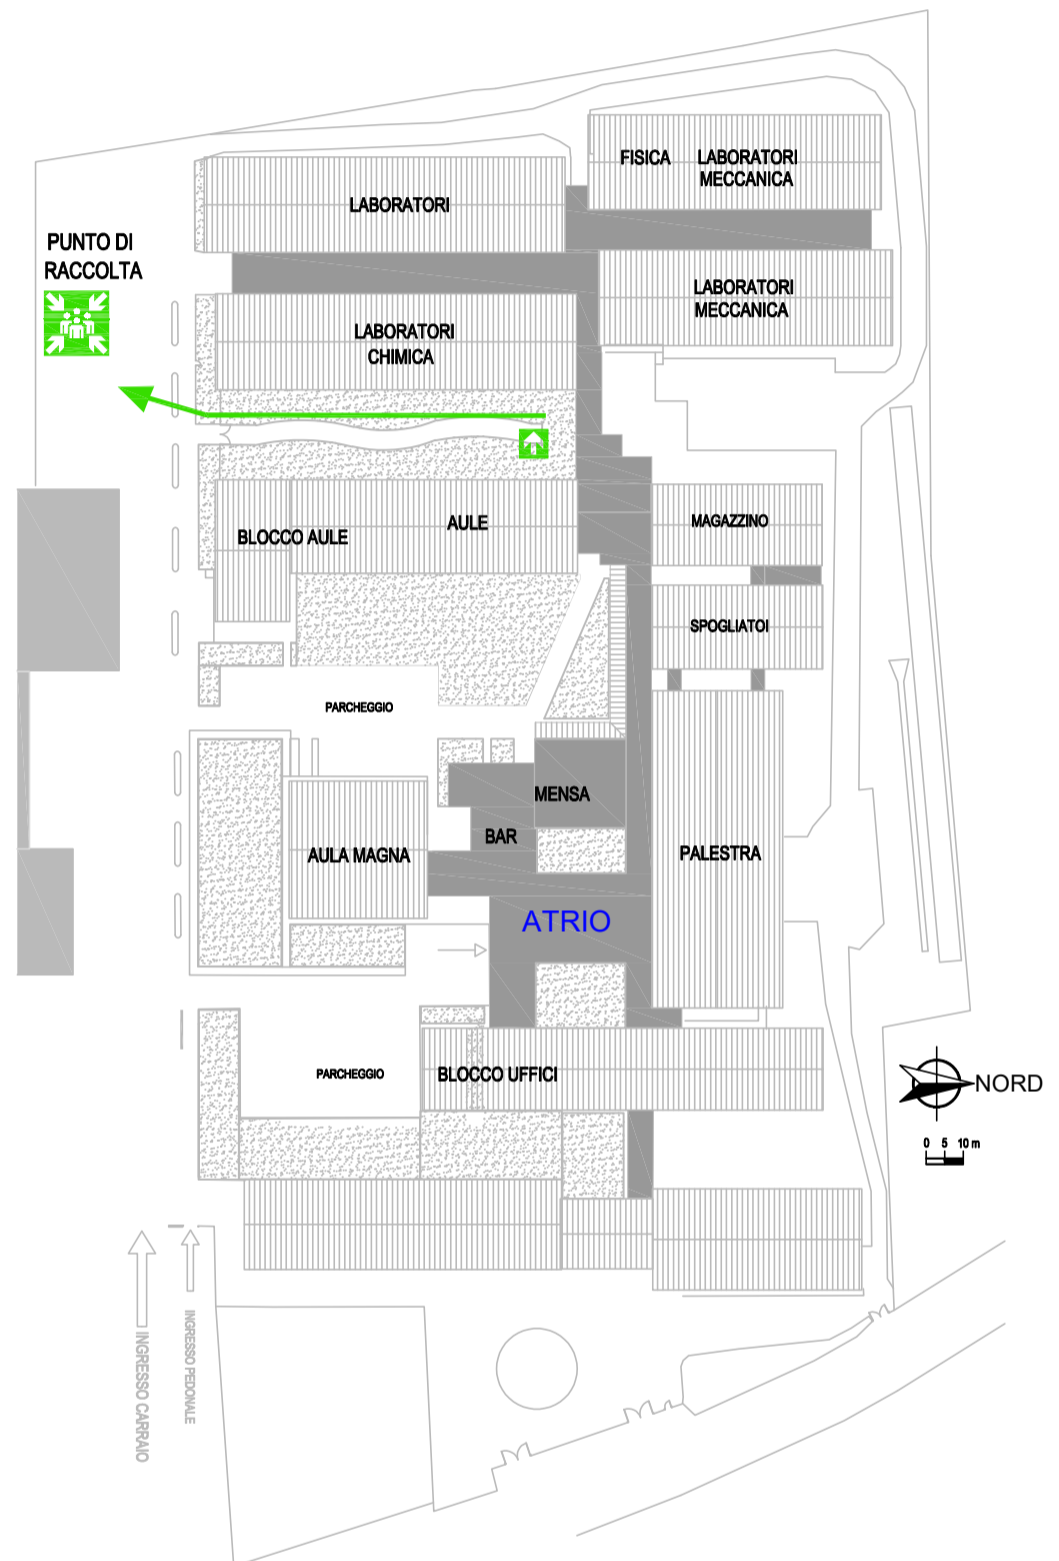 FISICA
LABORATORI
MECCANICA
LABORATORI
PUNTO DI
RACCOLTA
LABORATORI
MECCANICA
LABORATORI
CHIMICA
AULE
BLOCCO AULE
MAGAZZINO
SPOGLIATOI
PARCHEGGIO
MENSA
BAR
AULA MAGNA
PALESTRA
ATRIO
PARCHEGGIO
BLOCCO UFFICI
NORD
0 5 10 m
INGRESSO CARRAIO
INGRESSO PEDONALE